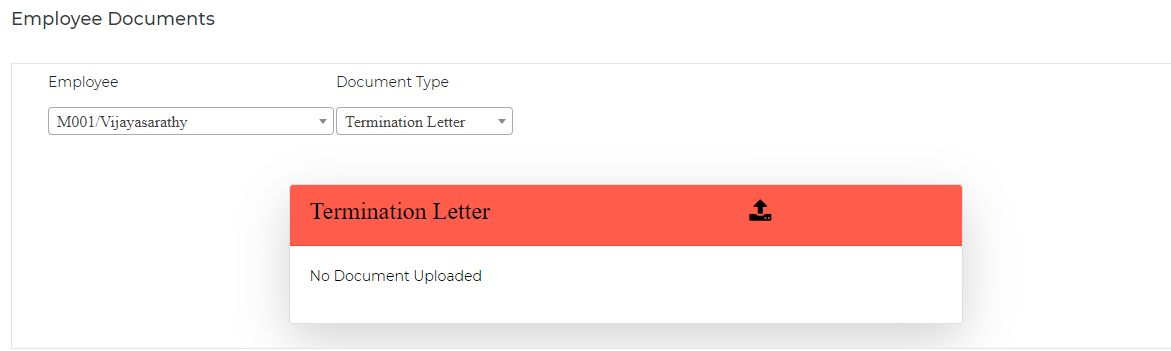 Employee Documents
Employee Document Type
M001/Vijayasarathy Termination Letter
Termination Letter
No Document Uploaded